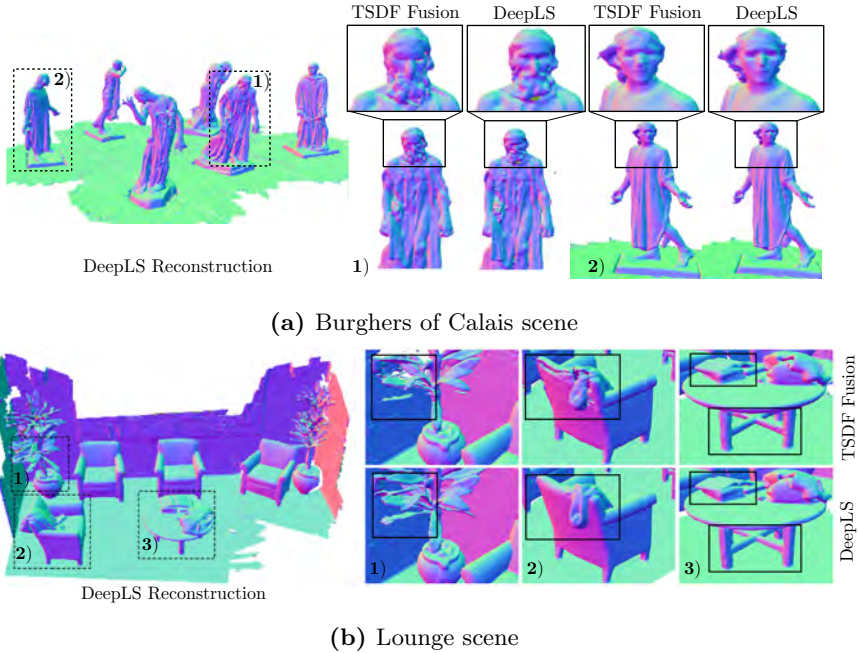 TSDF Fusion DeepLS TSDF Fusion DeepLS
2)
1)
DeepLS Reconstruction
1)
2)
(a) Burghers of Calais scene
TSDF Fusion
DeepLS
1)
2)
3)
1)
2)
3)
DeepLS Reconstruction
(b) Lounge scene